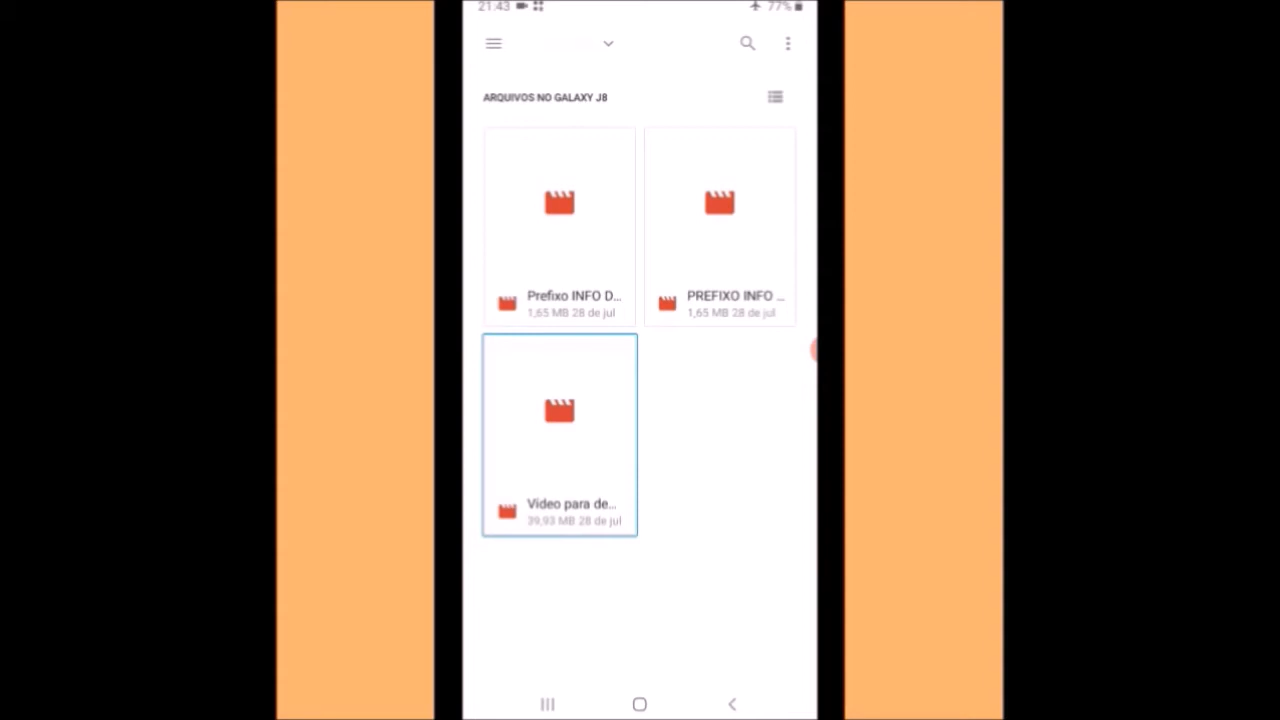 21:43 77%
ARQUIVOS NO GALAXY J8
Prefixo INFO D...
1,65 MB 28 de jul
PREFIXO INFO ...
1,65 MB 28 de jul
Vídeo para de...
39,93 MB 28 de jul